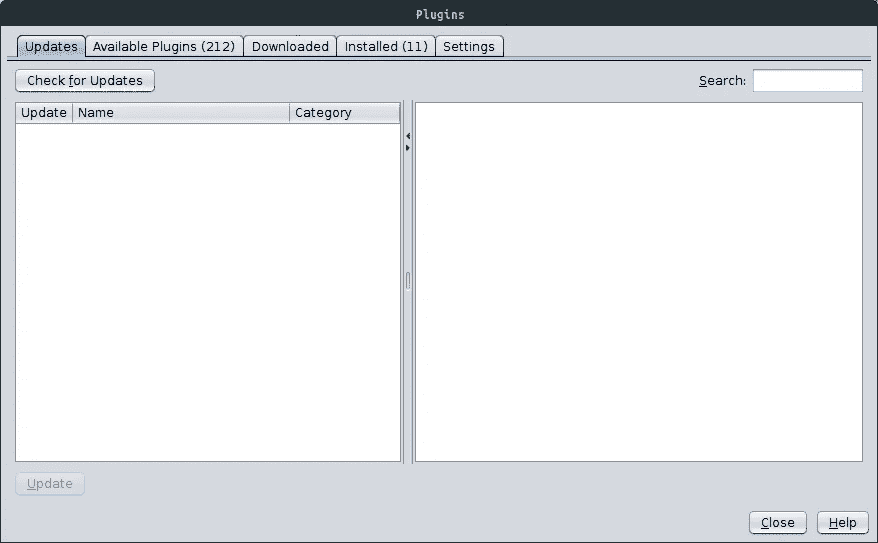 Plugins
Updates Available Plugins (212) Downloaded Installed (11) Settings
Check for Updates Search:
Update Name Category
Update
Close Help